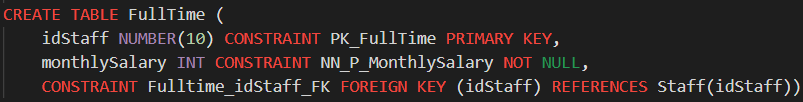 CREATE TABLE FullTime (
    idStaff NUMBER(10) CONSTRAINT PK_FullTime PRIMARY KEY,
    monthlySalary INT CONSTRAINT NN_P_MonthlySalary NOT NULL,
    CONSTRAINT Fulltime_idStaff_FK FOREIGN KEY (idStaff) REFERENCES Staff(idStaff))